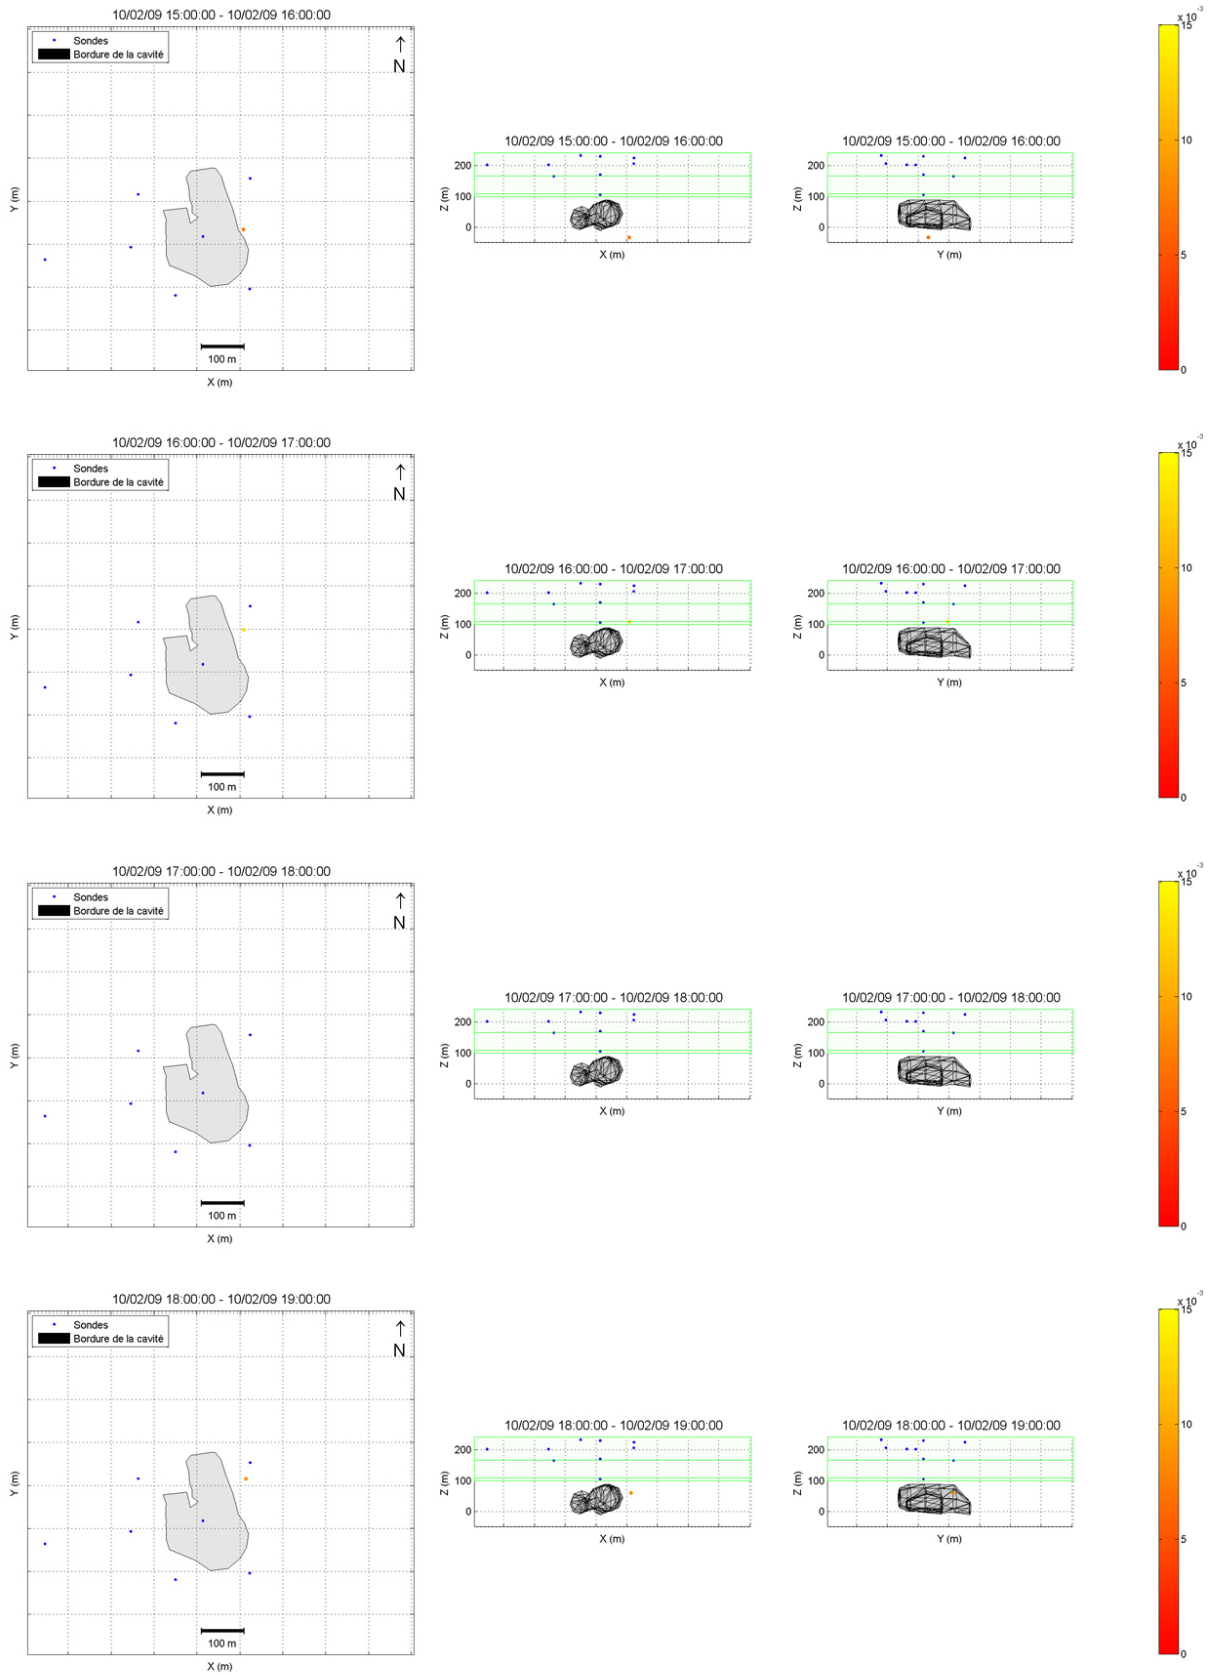 10/02/09 15:00:00 - 10/02/09 16:00:00
Sondes
Bordure de la cavité
N
Y (m)
100 m
X (m)
10/02/09 15:00:00 - 10/02/09 16:00:00
Z (m)
200
100
0
X (m)
10/02/09 15:00:00 - 10/02/09 16:00:00
Z (m)
200
100
0
Y (m)
x 10-3
15
10
5
0
10/02/09 16:00:00 - 10/02/09 17:00:00
Sondes
Bordure de la cavité
N
Y (m)
100 m
X (m)
10/02/09 16:00:00 - 10/02/09 17:00:00
Z (m)
200
100
0
X (m)
10/02/09 16:00:00 - 10/02/09 17:00:00
Z (m)
200
100
0
Y (m)
x 10-3
15
10
5
0
10/02/09 17:00:00 - 10/02/09 18:00:00
Sondes
Bordure de la cavité
N
Y (m)
100 m
X (m)
10/02/09 17:00:00 - 10/02/09 18:00:00
Z (m)
200
100
0
X (m)
10/02/09 17:00:00 - 10/02/09 18:00:00
Z (m)
200
100
0
Y (m)
x 10-3
15
10
5
0
10/02/09 18:00:00 - 10/02/09 19:00:00
Sondes
Bordure de la cavité
N
Y (m)
100 m
X (m)
10/02/09 18:00:00 - 10/02/09 19:00:00
Z (m)
200
100
0
X (m)
10/02/09 18:00:00 - 10/02/09 19:00:00
Z (m)
200
100
0
Y (m)
x 10-3
15
10
5
0